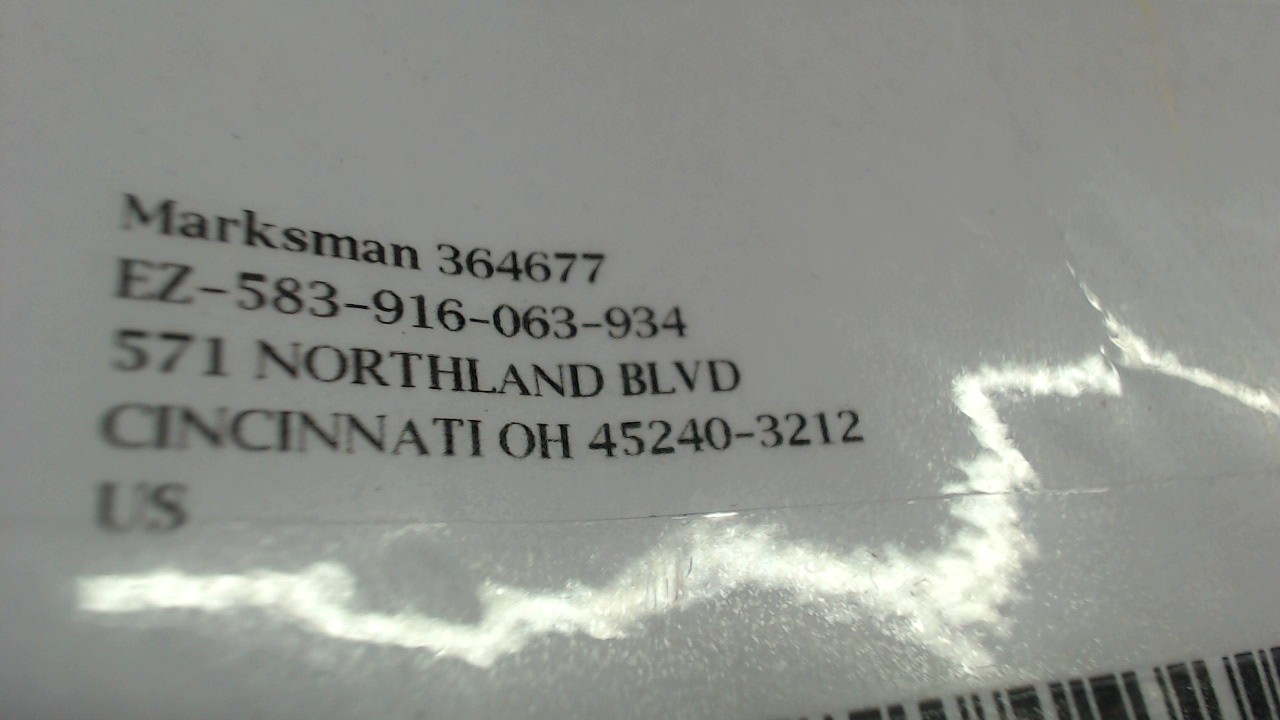 Marksman 364677
EZ-583-916-063-934
571 NORTHLAND BLVD
CINCINNATI OH 45240-3212
US